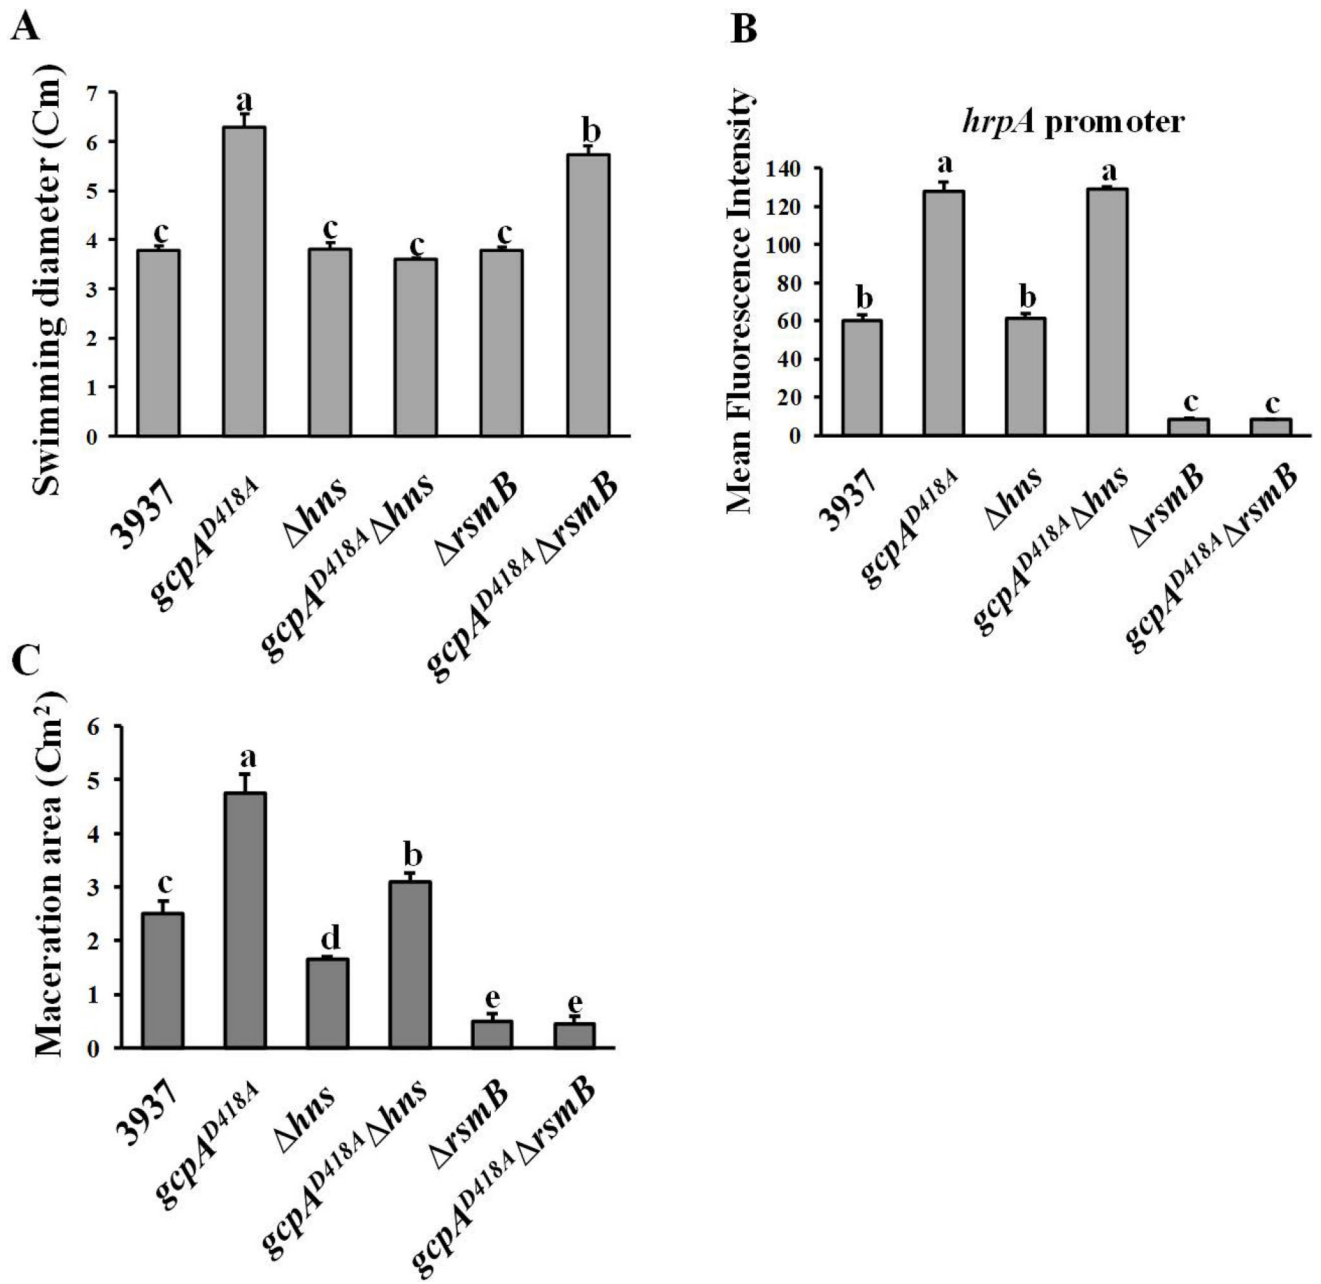 A
Swimming diameter (Cm)
7
6
5
4
3
2
1
0
c
a
c
c
c
b
3937
gcpA^D418A
Δhns
gcpA^D418A Δhns
ΔrsmB
gcpA^D418A ΔrsmB
B
hrpA promoter
Mean Fluorescence Intensity
140
120
100
80
60
40
20
0
b
a
b
a
c
c
3937
gcpA^D418A
Δhns
gcpA^D418A Δhns
ΔrsmB
gcpA^D418A ΔrsmB
C
Maceration area (Cm²)
6
5
4
3
2
1
0
c
a
d
b
e
e
3937
gcpA^D418A
Δhns
gcpA^D418A Δhns
ΔrsmB
gcpA^D418A ΔrsmB